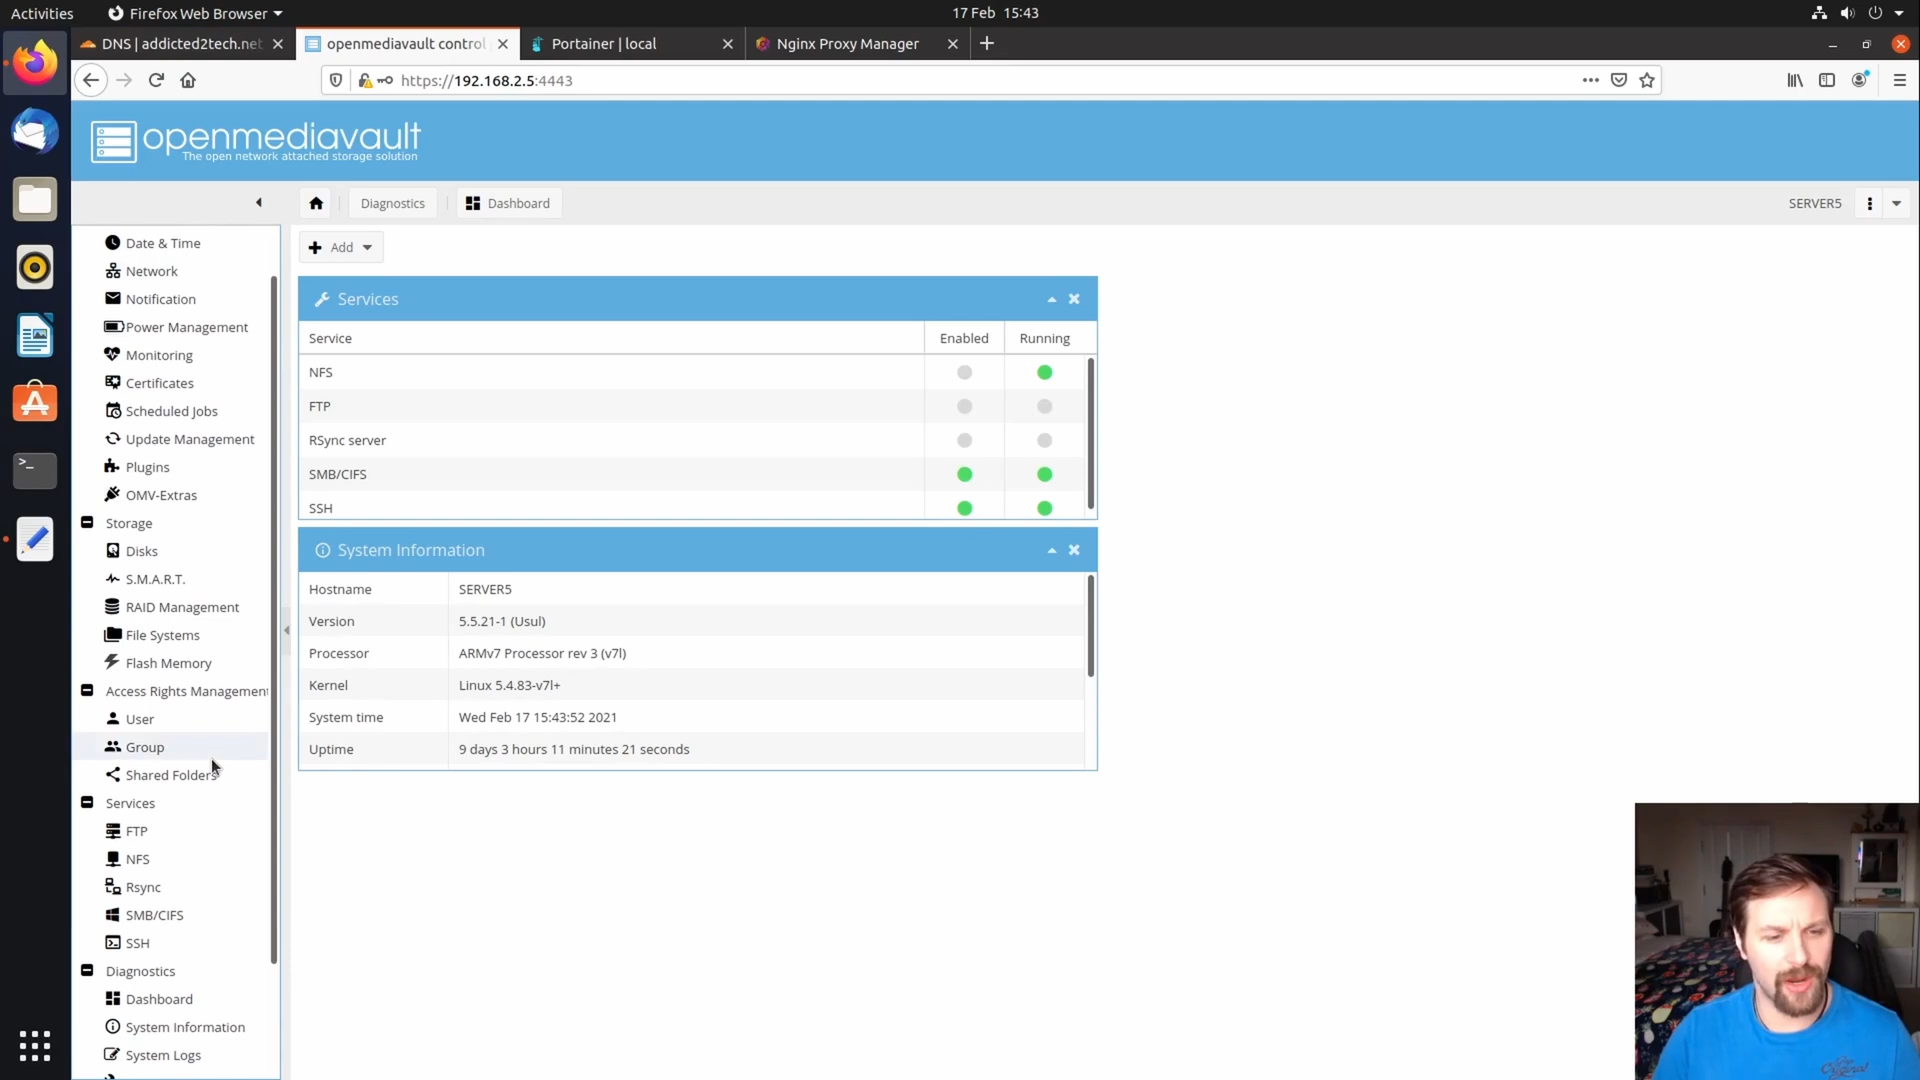 Activities
Firefox Web Browser
17 Feb 15:43
DNS | addicted2tech.net
openmediavault control
Portainer | local
Nginx Proxy Manager
https://192.168.2.5:4443
openmediavault
The open network attached storage solution
Diagnostics
Dashboard
SERVER5
Date & Time
Network
Notification
Power Management
Monitoring
Certificates
Scheduled Jobs
Update Management
Plugins
OMV-Extras
Storage
Disks
S.M.A.R.T.
RAID Management
File Systems
Flash Memory
Access Rights Management
User
Group
Shared Folders
Services
FTP
NFS
Rsync
SMB/CIFS
SSH
Diagnostics
Dashboard
System Information
System Logs
Add
Services
Service Enabled Running
NFS
FTP
RSync server
SMB/CIFS
SSH
System Information
Hostname SERVER5
Version 5.5.21-1 (Usul)
Processor ARMv7 Processor rev 3 (v7l)
Kernel Linux 5.4.83-v7l+
System time Wed Feb 17 15:43:52 2021
Uptime 9 days 3 hours 11 minutes 21 seconds
Original